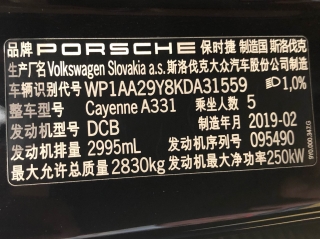 品牌 PORSCHE 保时捷 制造国 斯洛伐克
生产厂名 Volkswagen Slovakia a.s. 斯洛伐克大众汽车股份公司制造
车辆识别代号 WP1AA29Y8KDA31559 1,0%
整车型号 Cayenne A331 乘坐人数 5
发动机型号 DCB 制造年月 2019-02
发动机排量 2995mL 发动机号 095490
最大允许总质量 2830kg 发动机最大净功率 250kW